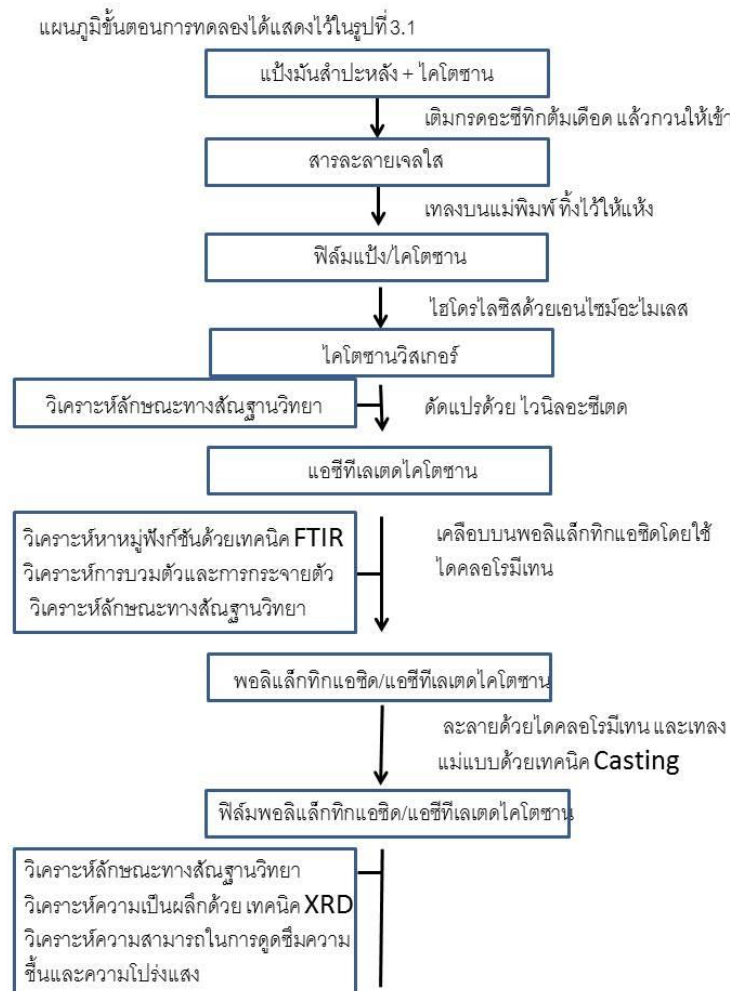 แผนภูมิขั้นตอนการทดลองได้แสดงไว้ในรูปที่ 3.1
แป้งมันสำปะหลัง + ไคโตซาน
เติมกรดอะซีทิกต้มเดือด แล้วกวนให้เข้า
สารละลายเจลใส
เทลงบนแม่พิมพ์ ทิ้งไว้ให้แห้ง
ฟิล์มแป้ง/ไคโตซาน
ไฮโดรไลซิสด้วยเอนไซม์อะไมเลส
ไคโตซานวิสเกอร์
วิเคราะห์ลักษณะทางสัณฐานวิทยา
ดัดแปรด้วย ไวนิลอะซีเตด
แอซีทีเลเตดไคโตซาน
วิเคราะห์หาหมู่ฟังก์ชันด้วยเทคนิค FTIR
วิเคราะห์การบวมตัวและการกระจายตัว
วิเคราะห์ลักษณะทางสัณฐานวิทยา
เคลือบบนพอลิแล็กทิกแอซิดโดยใช้
ไดคลอโรมีเทน
พอลิแล็กทิกแอซิด/แอซีทีเลเตดไคโตซาน
ละลายด้วยไดคลอโรมีเทน และเทลง
แม่แบบด้วยเทคนิค Casting
ฟิล์มพอลิแล็กทิกแอซิด/แอซีทีเลเตดไคโตซาน
วิเคราะห์ลักษณะทางสัณฐานวิทยา
วิเคราะห์ความเป็นผลึกด้วย เทคนิค XRD
วิเคราะห์ความสามารถในการดูดซึมความ
ชื้นและความโปร่งแสง